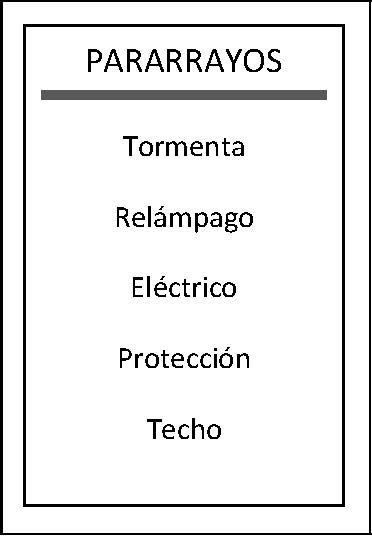 PARARRAYOS
Tormenta
Relámpago
Eléctrico
Protección
Techo